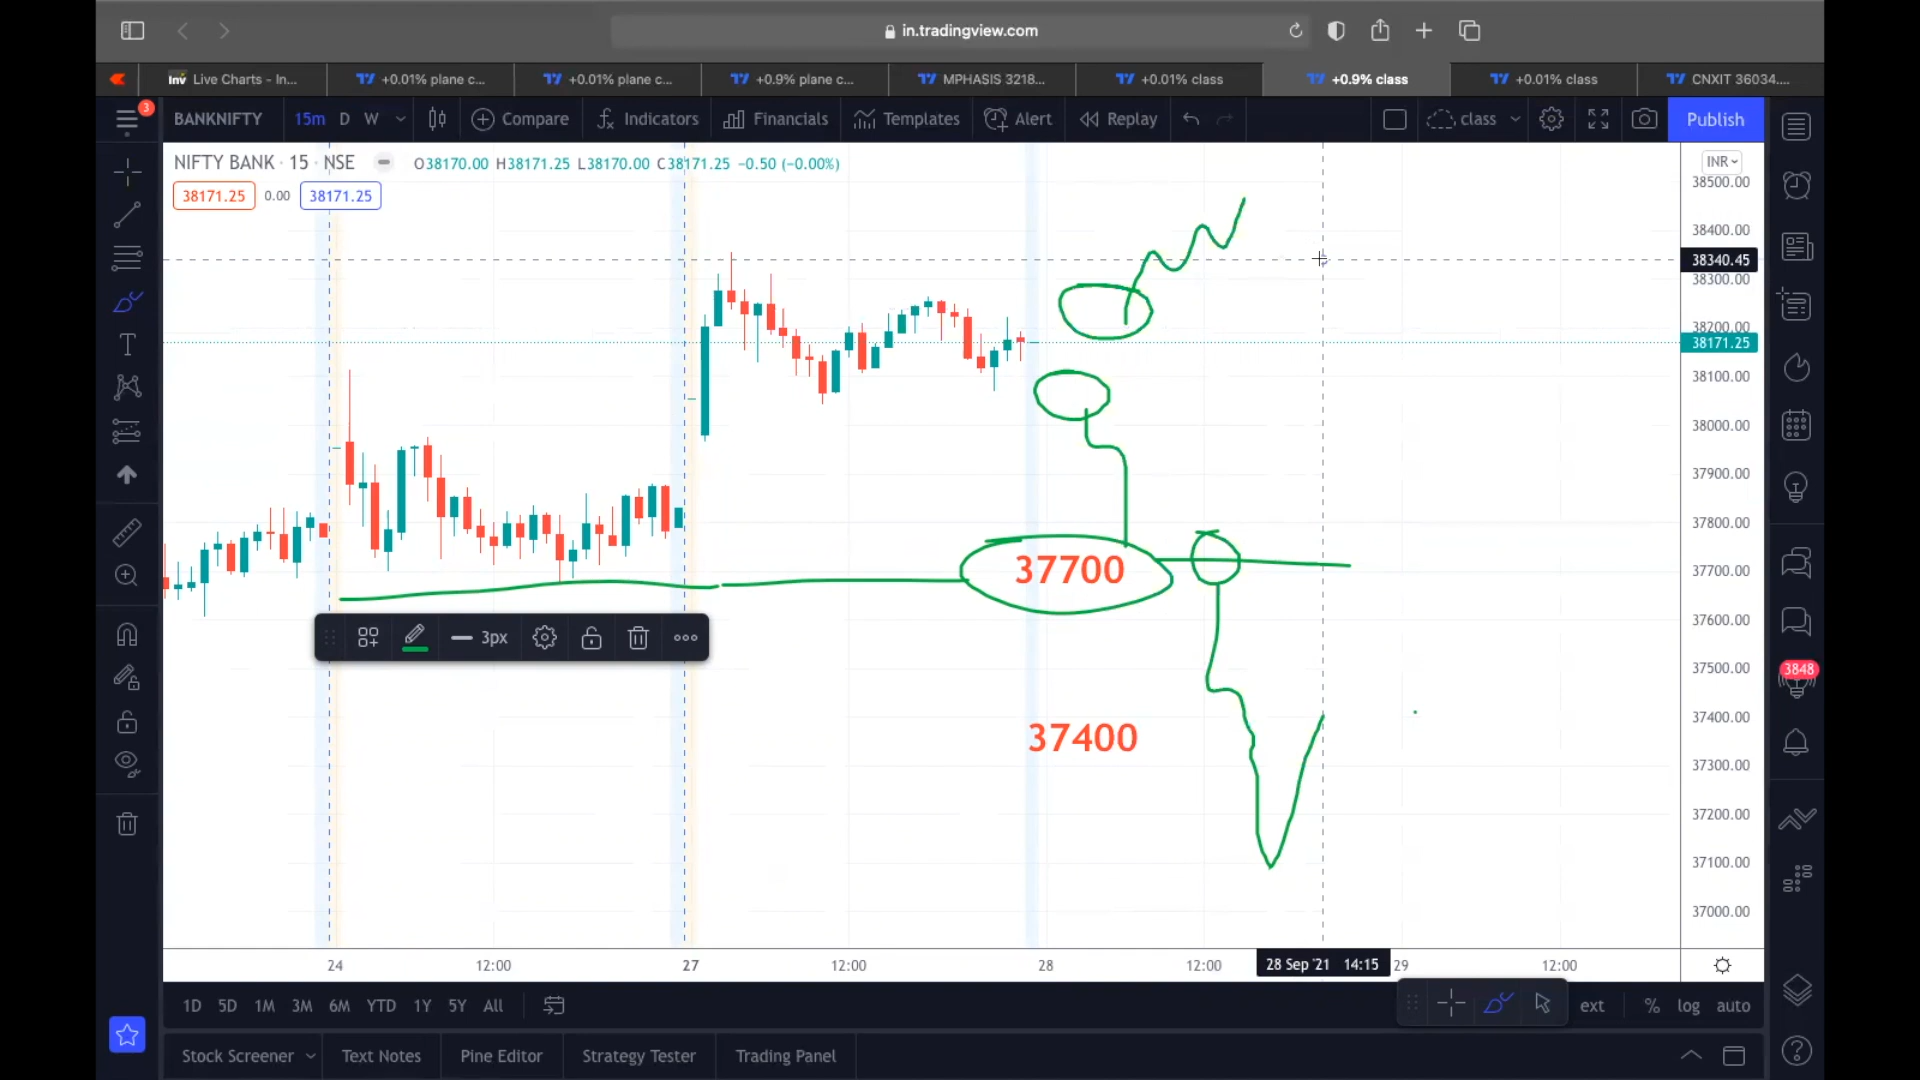 in.tradingview.com
Inv Live Charts - In...
+0.01% plane c...
+0.01% plane c...
+0.9% plane c...
MPHASIS 3218...
+0.01% class
+0.9% class
+0.01% class
CNXIT 36034....
3
BANKNIFTY 15m D W Compare Indicators Financials Templates Alert Replay class Publish
NIFTY BANK · 15 · NSE O38170.00 H38171.25 L38170.00 C38171.25 −0.50 (−0.00%)
INR
38171.25 0.00 38171.25
38500.00
38400.00
38340.45
38300.00
38200.00
38171.25
38100.00
38000.00
37900.00
37800.00
37700.00
37600.00
37500.00
37400.00
37300.00
37200.00
37100.00
37000.00
37700
3px
37400
3848
24 12:00 27 12:00 28 12:00 28 Sep '21 14:15 29 12:00
1D 5D 1M 3M 6M YTD 1Y 5Y All ext % log auto
Stock Screener Text Notes Pine Editor Strategy Tester Trading Panel